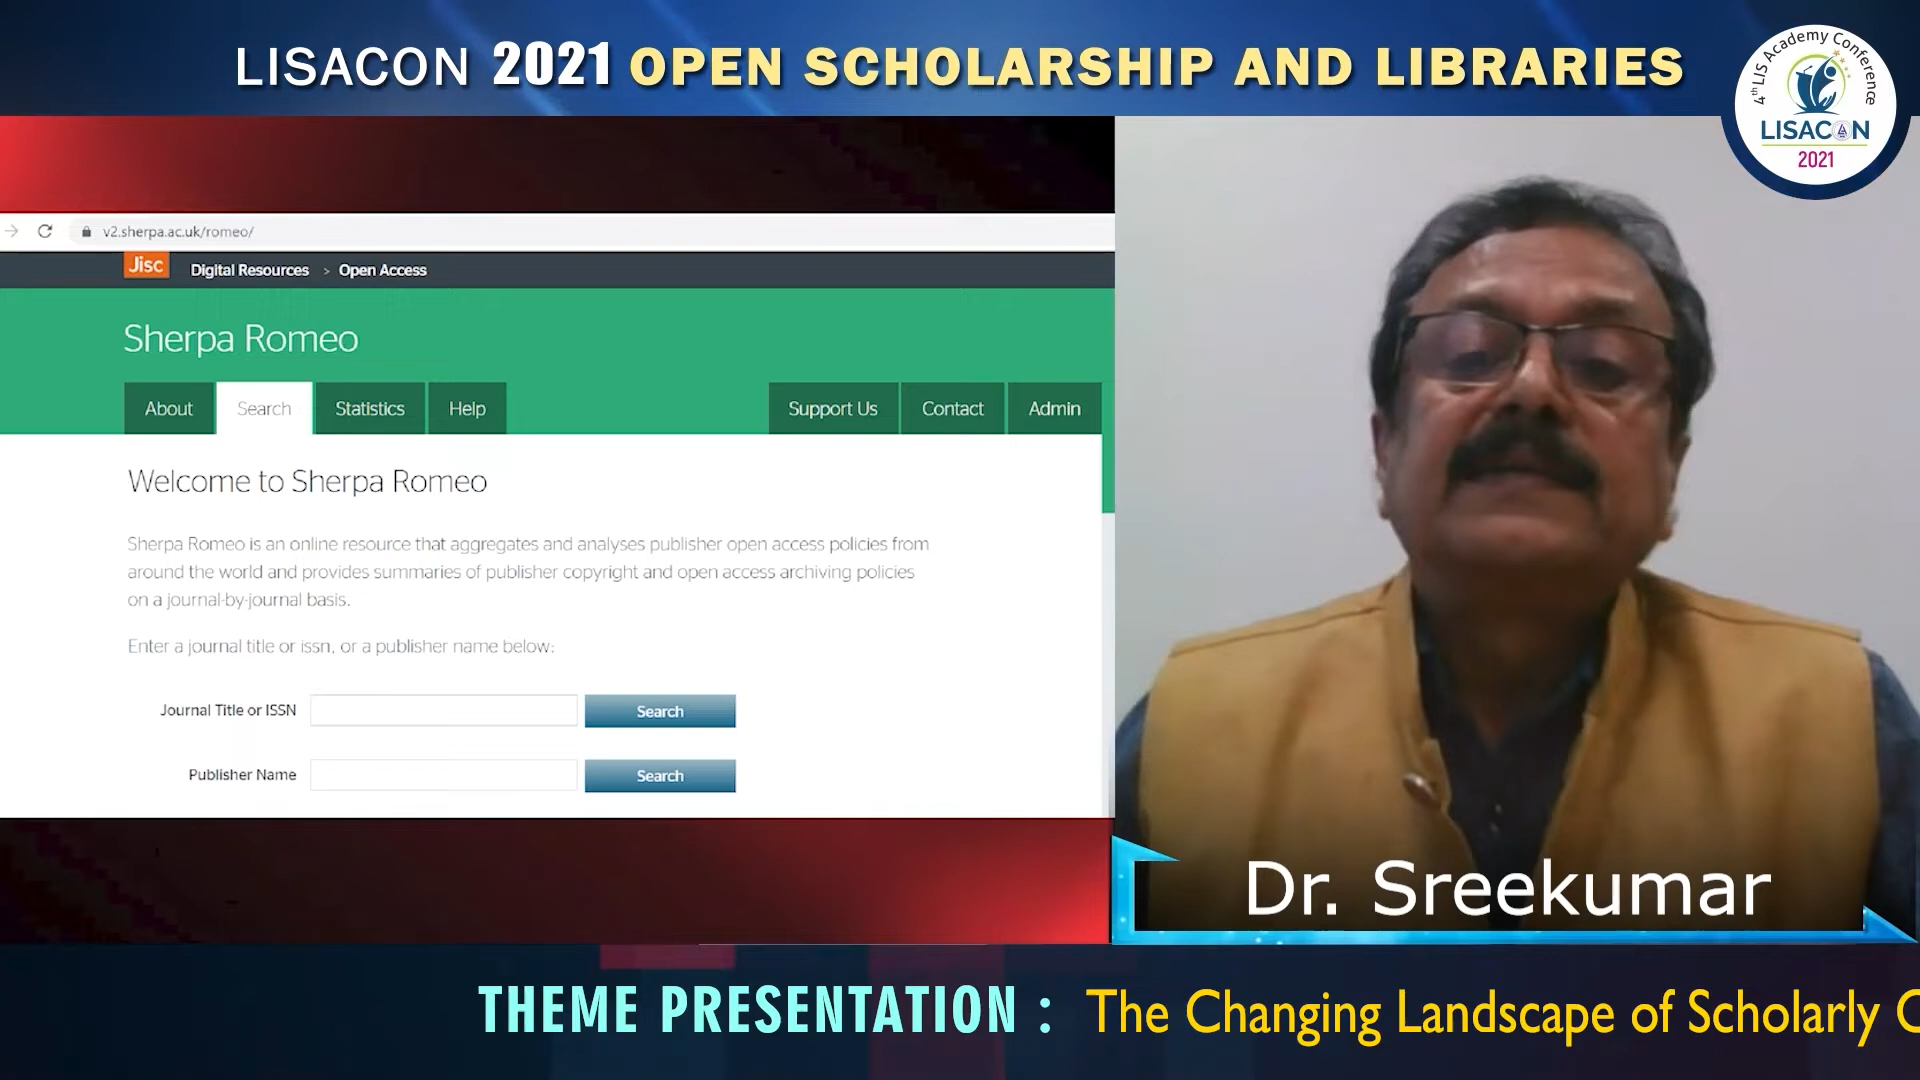 LISACON 2021 OPEN SCHOLARSHIP AND LIBRARIES
4th LIS Academy Conference
LISACON
2021
v2.sherpa.ac.uk/romeo/
Jisc Digital Resources > Open Access
Sherpa Romeo
About Search Statistics Help Support Us Contact Admin
Welcome to Sherpa Romeo
Sherpa Romeo is an online resource that aggregates and analyses publisher open access policies from
around the world and provides summaries of publisher copyright and open access archiving policies
on a journal-by-journal basis.
Enter a journal title or issn, or a publisher name below:
Journal Title or ISSN Search
Publisher Name Search
Dr. Sreekumar
THEME PRESENTATION : The Changing Landscape of Scholarly